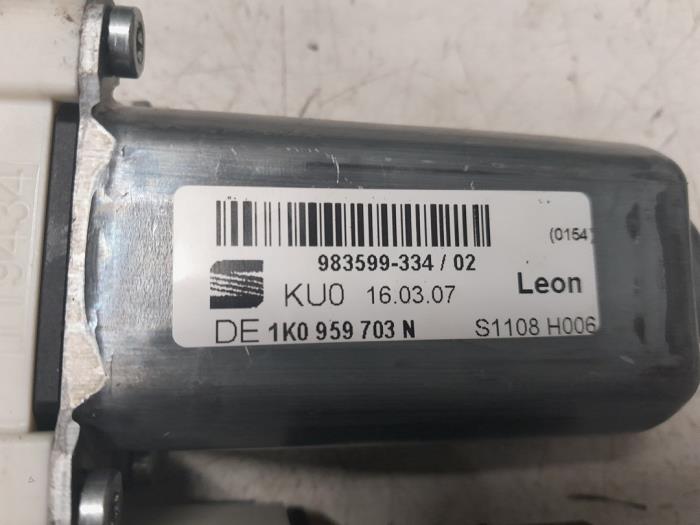 (0154)
983599-334 / 02
KU0 16.03.07 Leon
DE 1K0 959 703 N S1108 H006